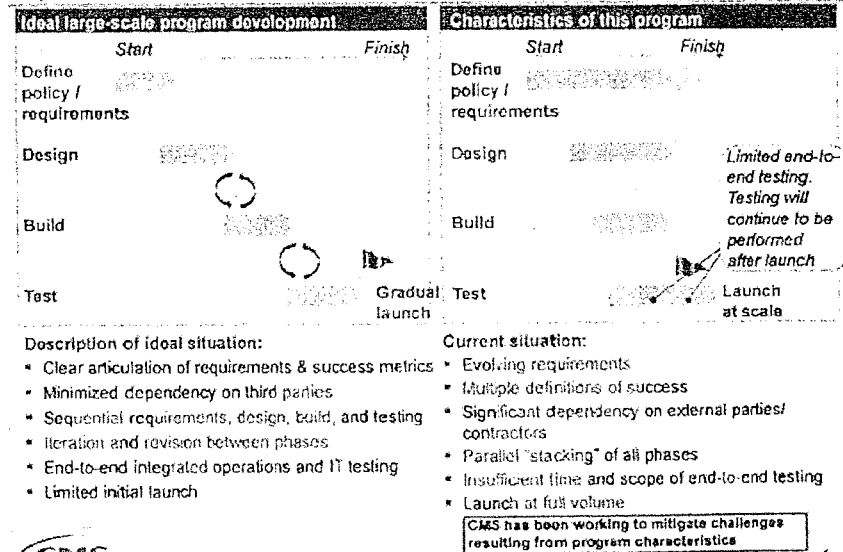 Ideal large-scale program development
Start Finish
Define
policy /
requirements
Design
Build
Test
Gradual
launch
Description of ideal situation:
• Clear articulation of requirements & success metrics
• Minimized dependency on third parties
• Sequential requirements, design, build, and testing
• Iteration and revision between phases
• End-to-end integrated operations and IT testing
• Limited initial launch
CMS
Characteristics of this program
Start Finish
Define
policy /
requirements
Design
Build
Test
Limited end-to-
end testing.
Testing will
continue to be
performed
after launch
Launch
at scale
Current situation:
• Evolving requirements
• Multiple definitions of success
• Significant dependency on external parties/
contractors
• Parallel "stacking" of all phases
• Insufficient time and scope of end-to-end testing
• Launch at full volume
CMS has been working to mitigate challenges
resulting from program characteristics